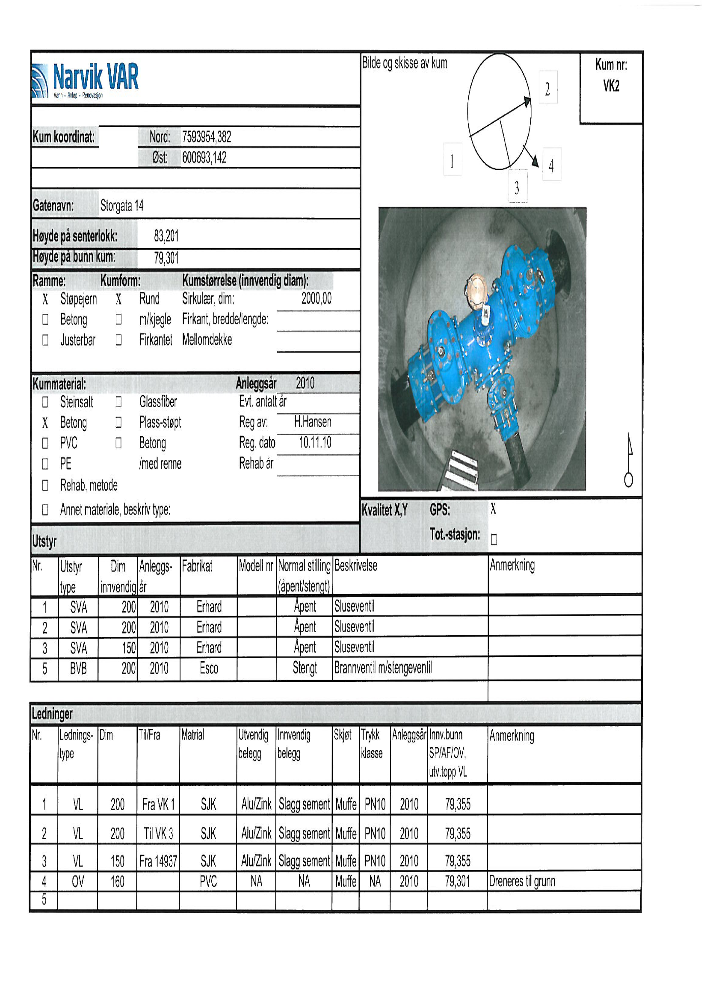 Narvik VAR
Vann - Avløp - Renovasjon
Bilde og skisse av kum
Kum nr:
VK2
1
2
3
4
Kum koordinat: Nord: 7593954,382
Øst: 600693,142
Gatenavn: Storgata 14
Høyde på senterlokk: 83,201
Høyde på bunn kum: 79,301
Ramme: Kumform: Kumstørrelse (innvendig diam):
X Støpejern X Rund Sirkulær, dim: 2000,00
☐ Betong ☐ m/kjegle Firkant, bredde/lengde:
☐ Justerbar ☐ Firkantet Mellomdekke
Kummaterial: Anleggsår 2010
☐ Steinsatt ☐ Glassfiber Evt. antatt år
X Betong ☐ Plass-støpt Reg av: H.Hansen
☐ PVC ☐ Betong Reg. dato 10.11.10
☐ PE /med renne Rehab år
☐ Rehab, metode
☐ Annet materiale, beskriv type:
Kvalitet X,Y GPS: X
Tot.-stasjon: ☐
Utstyr
Nr. Utstyr type Dim innvendig Anleggs-år Fabrikat Modell nr Normal stilling (åpent/stengt) Beskrivelse Anmerkning
1 SVA 200 2010 Erhard Åpent Sluseventil
2 SVA 200 2010 Erhard Åpent Sluseventil
3 SVA 150 2010 Erhard Åpent Sluseventil
5 BVB 200 2010 Esco Stengt Brannventil m/stengeventil
Ledninger
Nr. Lednings-type Dim Til/Fra Matrial Utvendig belegg Innvendig belegg Skjøt Trykk klasse Anleggsår Innv.bunn SP/AF/OV, utv.topp VL Anmerkning
1 VL 200 Fra VK 1 SJK Alu/Zink Slagg sement Muffe PN10 2010 79,355
2 VL 200 Til VK 3 SJK Alu/Zink Slagg sement Muffe PN10 2010 79,355
3 VL 150 Fra 14937 SJK Alu/Zink Slagg sement Muffe PN10 2010 79,355
4 OV 160 PVC NA NA Muffe NA 2010 79,301 Dreneres til grunn
5